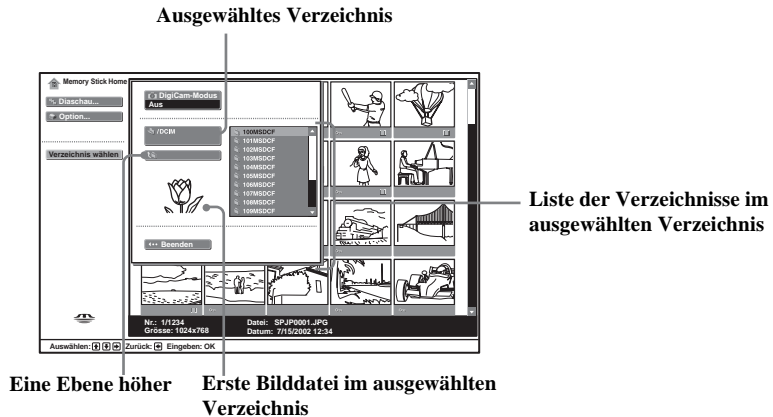 Ausgewähltes Verzeichnis
Memory Stick Home
Diaschau...
Option...
Verzeichnis wählen
DigiCam-Modus
Aus
/DCIM
100MSDCF
101MSDCF
102MSDCF
103MSDCF
104MSDCF
105MSDCF
106MSDCF
107MSDCF
108MSDCF
109MSDCF
Beenden
Liste der Verzeichnisse im
ausgewählten Verzeichnis
Nr.: 1/1234
Datei: SPJP0001.JPG
Grösse: 1024x768
Datum: 7/15/2002 12:34
Auswählen: Zurück: Eingeben: OK
Eine Ebene höher
Erste Bilddatei im ausgewählten
Verzeichnis